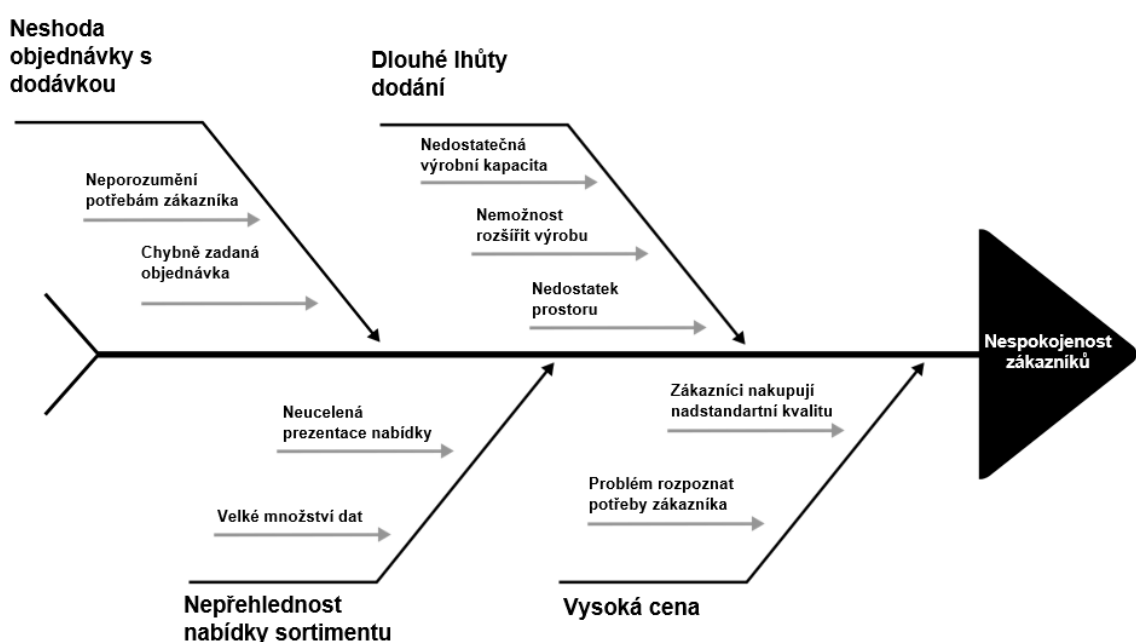 Neshoda
objednávky s
dodávkou
Dlouhé lhůty
dodání
Nedostatečná
výrobní kapacita
Neporozumění
potřebám zákazníka
Nemožnost
rozšířit výrobu
Chybně zadaná
objednávka
Nedostatek
prostoru
Nespokojenost
zákazníků
Zákazníci nakupují
nadstandartní kvalitu
Neucelená
prezentace nabídky
Problém rozpoznat
potřeby zákazníka
Velké množství dat
Nepřehlednost
nabídky sortimentu
Vysoká cena